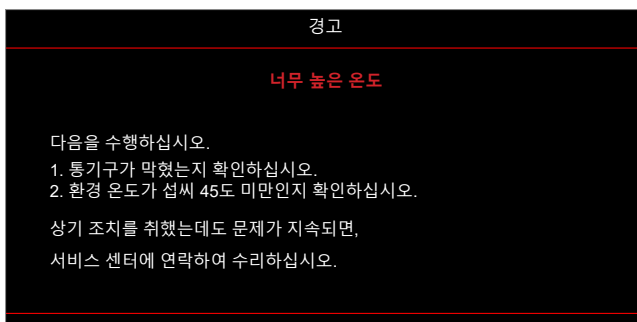 경고
너무 높은 온도
다음을 수행하십시오.
1. 통기구가 막혔는지 확인하십시오.
2. 환경 온도가 섭씨 45도 미만인지 확인하십시오.
상기 조치를 취했는데도 문제가 지속되면,
서비스 센터에 연락하여 수리하십시오.